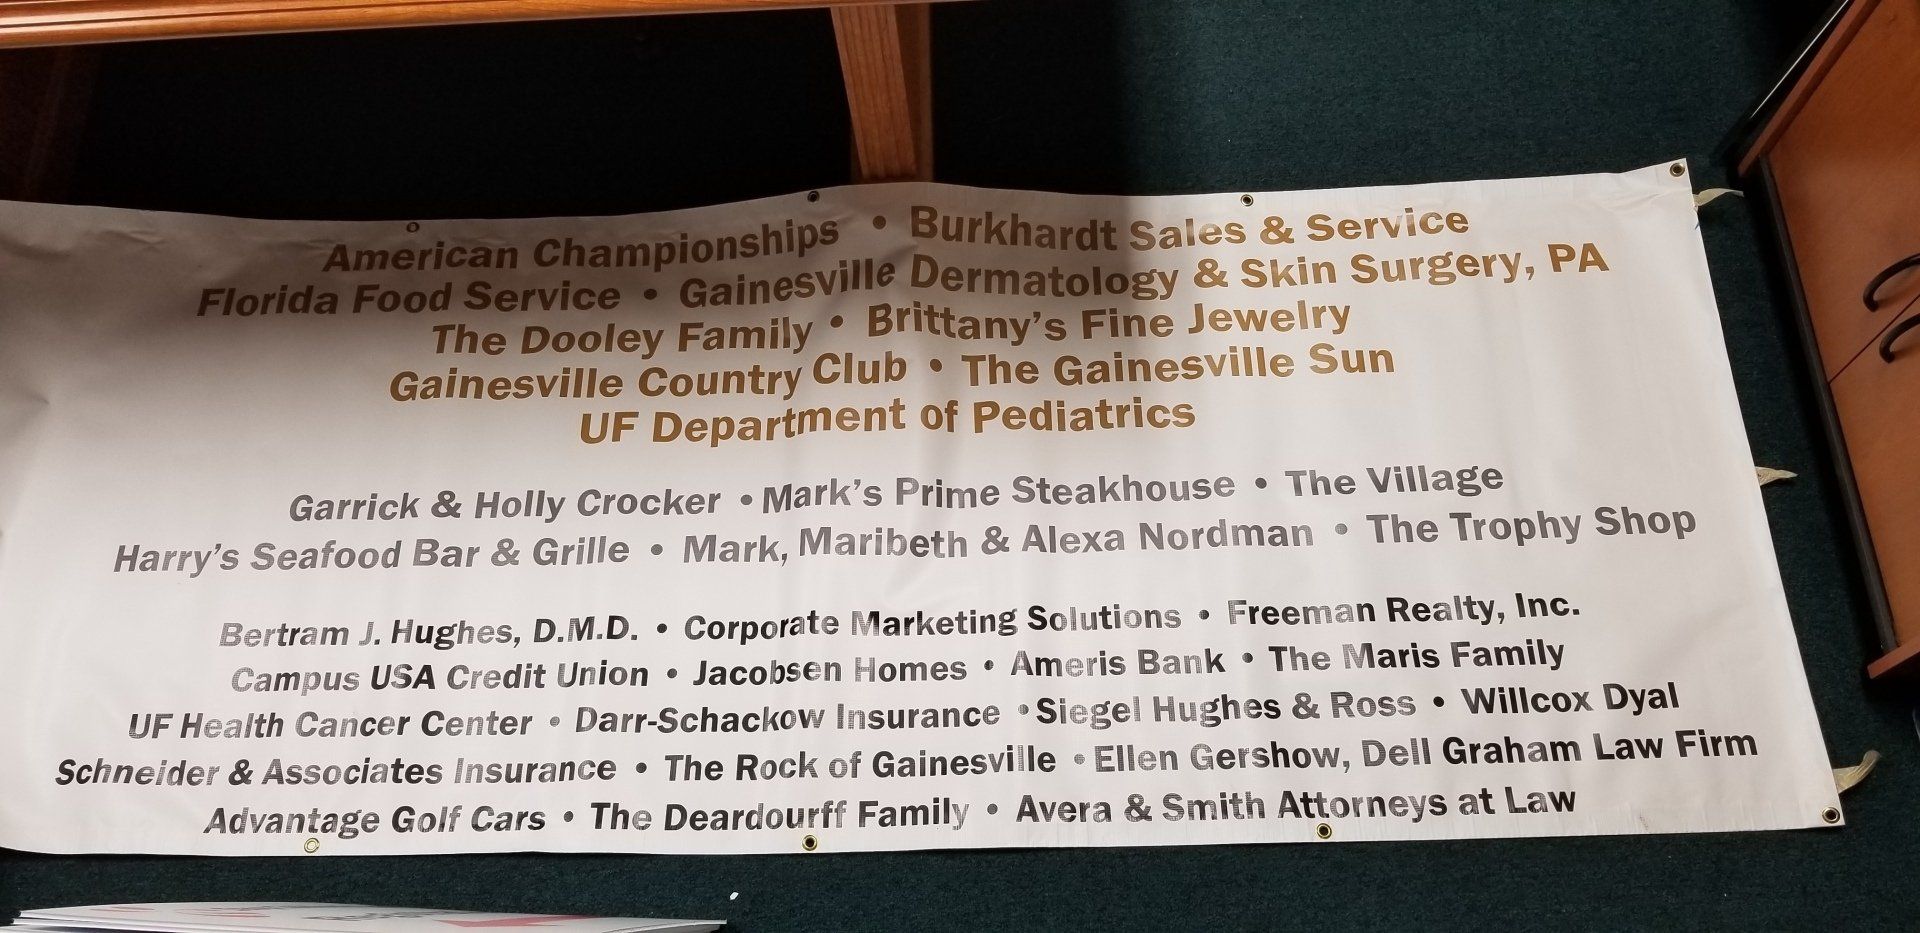 American Championships • Burkhardt Sales & Service
Florida Food Service • Gainesville Dermatology & Skin Surgery, PA
The Dooley Family • Brittany's Fine Jewelry
Gainesville Country Club • The Gainesville Sun
UF Department of Pediatrics
Garrick & Holly Crocker • Mark's Prime Steakhouse • The Village
Harry's Seafood Bar & Grille • Mark, Maribeth & Alexa Nordman • The Trophy Shop
Bertram J. Hughes, D.M.D. • Corporate Marketing Solutions • Freeman Realty, Inc.
Campus USA Credit Union • Jacobsen Homes • Ameris Bank • The Maris Family
UF Health Cancer Center • Darr-Schackow Insurance • Siegel Hughes & Ross • Willcox Dyal
Schneider & Associates Insurance • The Rock of Gainesville • Ellen Gershow, Dell Graham Law Firm
Advantage Golf Cars • The Deardourff Family • Avera & Smith Attorneys at Law